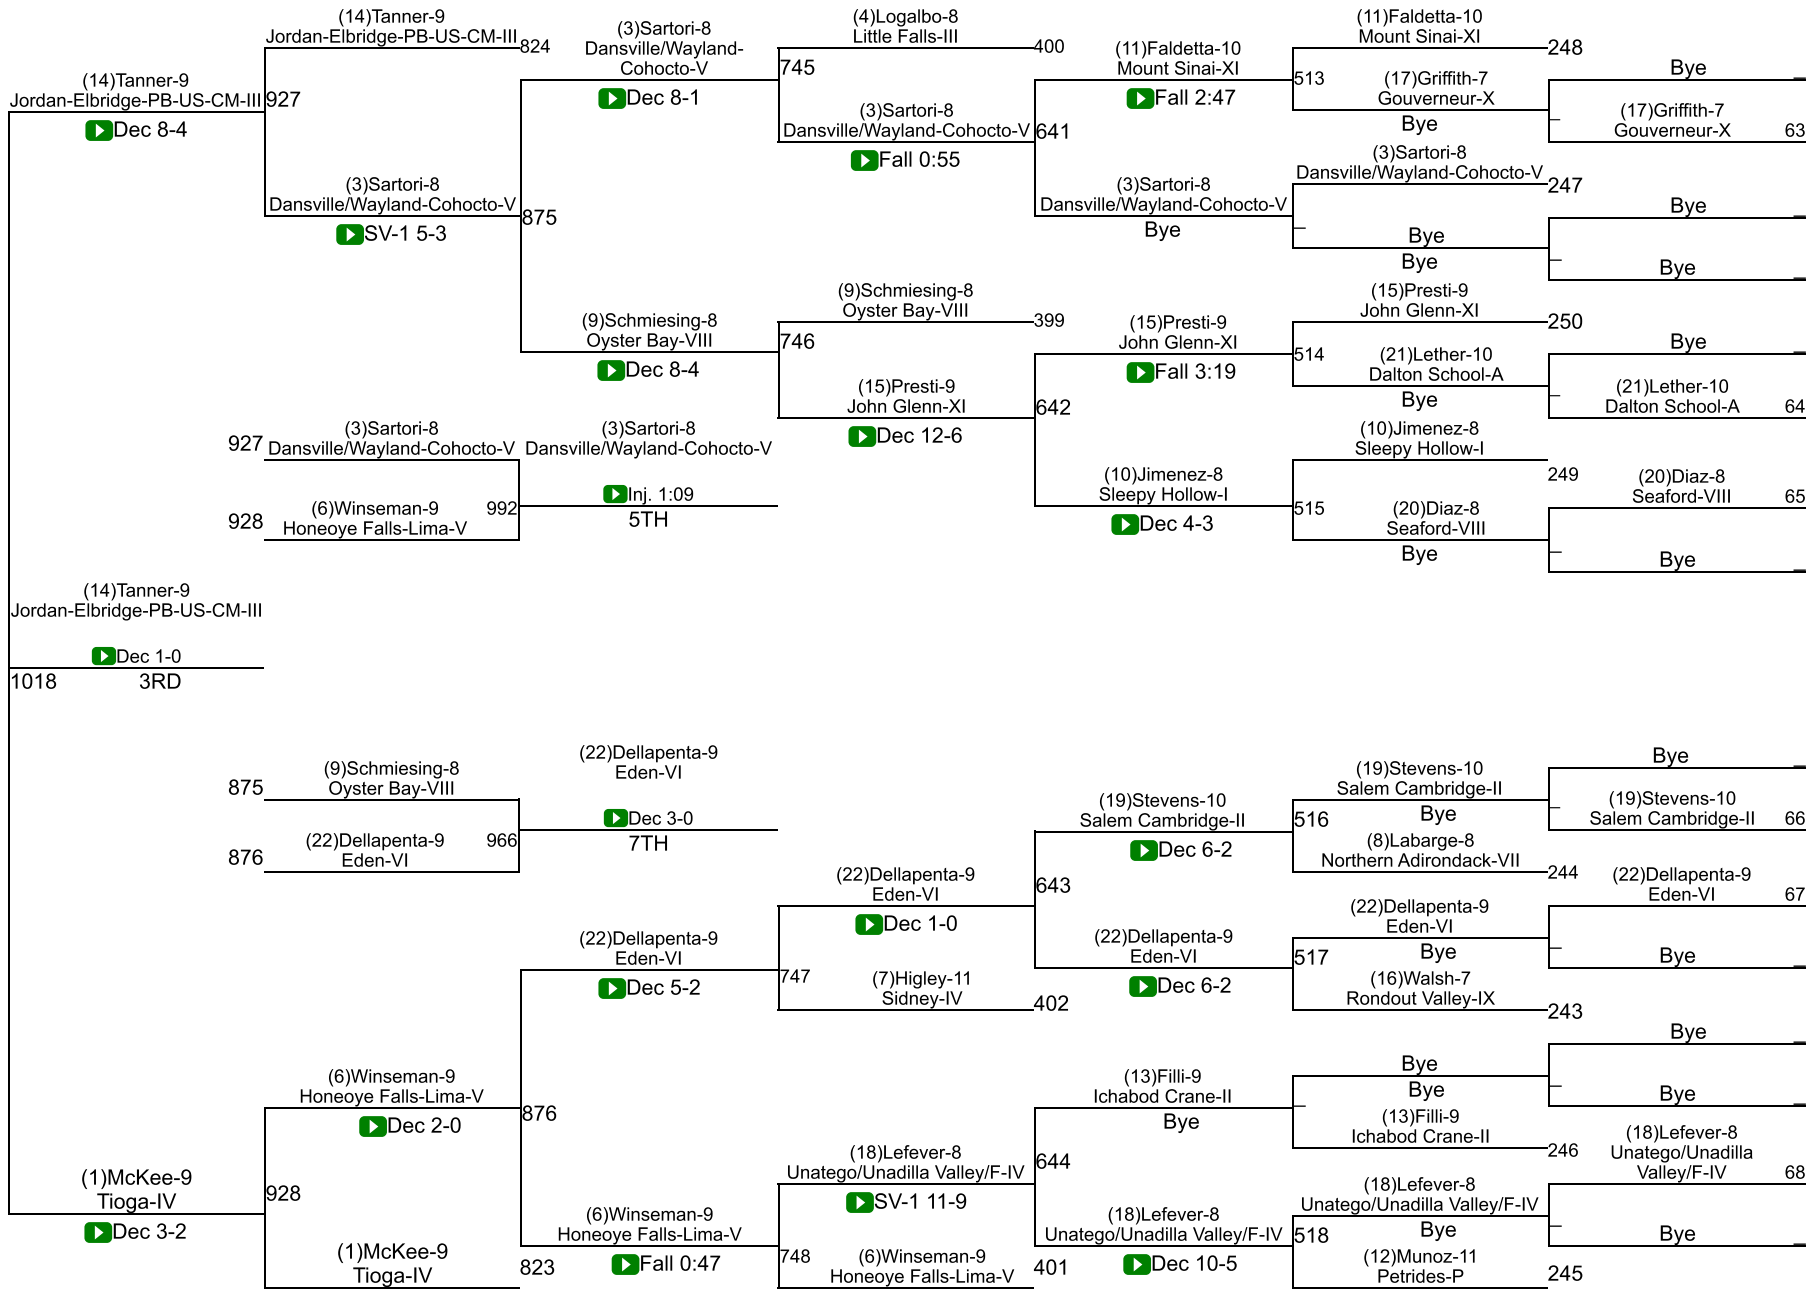 (14)Tanner-9
Jordan-Elbridge-PB-US-CM-III
927
Dec 8-4
(14)Tanner-9
Jordan-Elbridge-PB-US-CM-III
824
(3)Sartori-8
Dansville/Wayland-Cohocto-V
875
SV-1 5-3
(3)Sartori-8
Dansville/Wayland-
Cohocto-V
745
Dec 8-1
(9)Schmiesing-8
Oyster Bay-VIII
746
Dec 8-4
(4)Logalbo-8
Little Falls-III
400
(3)Sartori-8
Dansville/Wayland-Cohocto-V
641
Fall 0:55
(9)Schmiesing-8
Oyster Bay-VIII
399
(15)Presti-9
John Glenn-XI
642
Dec 12-6
(11)Faldetta-10
Mount Sinai-XI
513
Fall 2:47
(3)Sartori-8
Dansville/Wayland-Cohocto-V
Bye
(15)Presti-9
John Glenn-XI
514
Fall 3:19
(10)Jimenez-8
Sleepy Hollow-I
515
Dec 4-3
(11)Faldetta-10
Mount Sinai-XI
248
(17)Griffith-7
Gouverneur-X
Bye
(3)Sartori-8
Dansville/Wayland-Cohocto-V
247
Bye
Bye
(15)Presti-9
John Glenn-XI
250
(21)Lether-10
Dalton School-A
Bye
(10)Jimenez-8
Sleepy Hollow-I
249
(20)Diaz-8
Seaford-VIII
Bye
Bye
(17)Griffith-7
Gouverneur-X
63
Bye
Bye
Bye
(21)Lether-10
Dalton School-A
64
(20)Diaz-8
Seaford-VIII
65
Bye
927
(3)Sartori-8
Dansville/Wayland-Cohocto-V
928
(6)Winseman-9
Honeoye Falls-Lima-V
992
(3)Sartori-8
Dansville/Wayland-Cohocto-V
Inj. 1:09
5TH
(14)Tanner-9
Jordan-Elbridge-PB-US-CM-III
Dec 1-0
1018
3RD
875
(9)Schmiesing-8
Oyster Bay-VIII
876
(22)Dellapenta-9
Eden-VI
966
(22)Dellapenta-9
Eden-VI
Dec 3-0
7TH
(1)McKee-9
Tioga-IV
928
Dec 3-2
(6)Winseman-9
Honeoye Falls-Lima-V
876
Dec 2-0
(1)McKee-9
Tioga-IV
823
(22)Dellapenta-9
Eden-VI
747
Dec 5-2
(6)Winseman-9
Honeoye Falls-Lima-V
748
Fall 0:47
(22)Dellapenta-9
Eden-VI
643
Dec 1-0
(7)Higley-11
Sidney-IV
402
(18)Lefever-8
Unatego/Unadilla Valley/F-IV
644
SV-1 11-9
(6)Winseman-9
Honeoye Falls-Lima-V
401
(19)Stevens-10
Salem Cambridge-II
516
Dec 6-2
(22)Dellapenta-9
Eden-VI
517
Dec 6-2
(13)Filli-9
Ichabod Crane-II
Bye
(18)Lefever-8
Unatego/Unadilla Valley/F-IV
518
Dec 10-5
(19)Stevens-10
Salem Cambridge-II
Bye
(8)Labarge-8
Northern Adirondack-VII
244
(22)Dellapenta-9
Eden-VI
Bye
(16)Walsh-7
Rondout Valley-IX
243
Bye
Bye
(13)Filli-9
Ichabod Crane-II
246
(18)Lefever-8
Unatego/Unadilla Valley/F-IV
Bye
(12)Munoz-11
Petrides-P
245
Bye
(19)Stevens-10
Salem Cambridge-II
66
(22)Dellapenta-9
Eden-VI
67
Bye
Bye
Bye
(18)Lefever-8
Unatego/Unadilla
Valley/F-IV
68
Bye